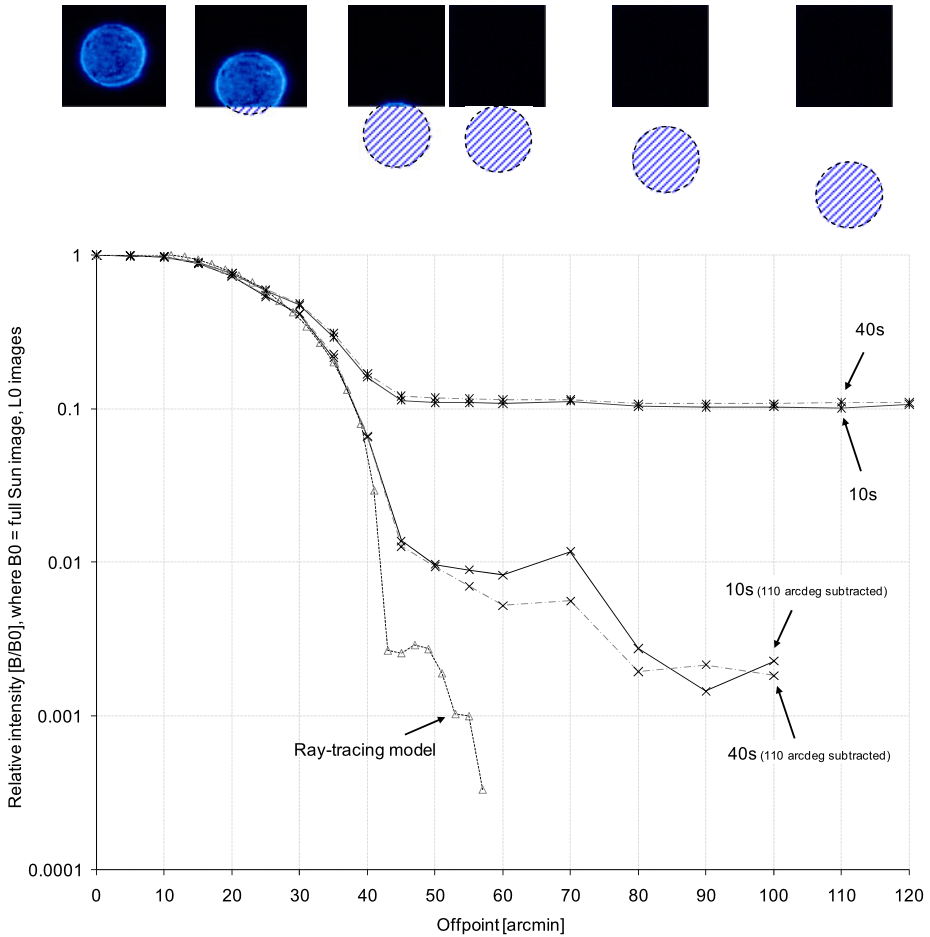 1
0.1
0.01
0.001
0.0001
Relative intensity [B/B0], where B0 = full Sun image, L0 images
40s
10s
10s (110 arcdeg subtracted)
Ray-tracing model
40s (110 arcdeg subtracted)
0 10 20 30 40 50 60 70 80 90 100 110 120
Offpoint [arcmin]